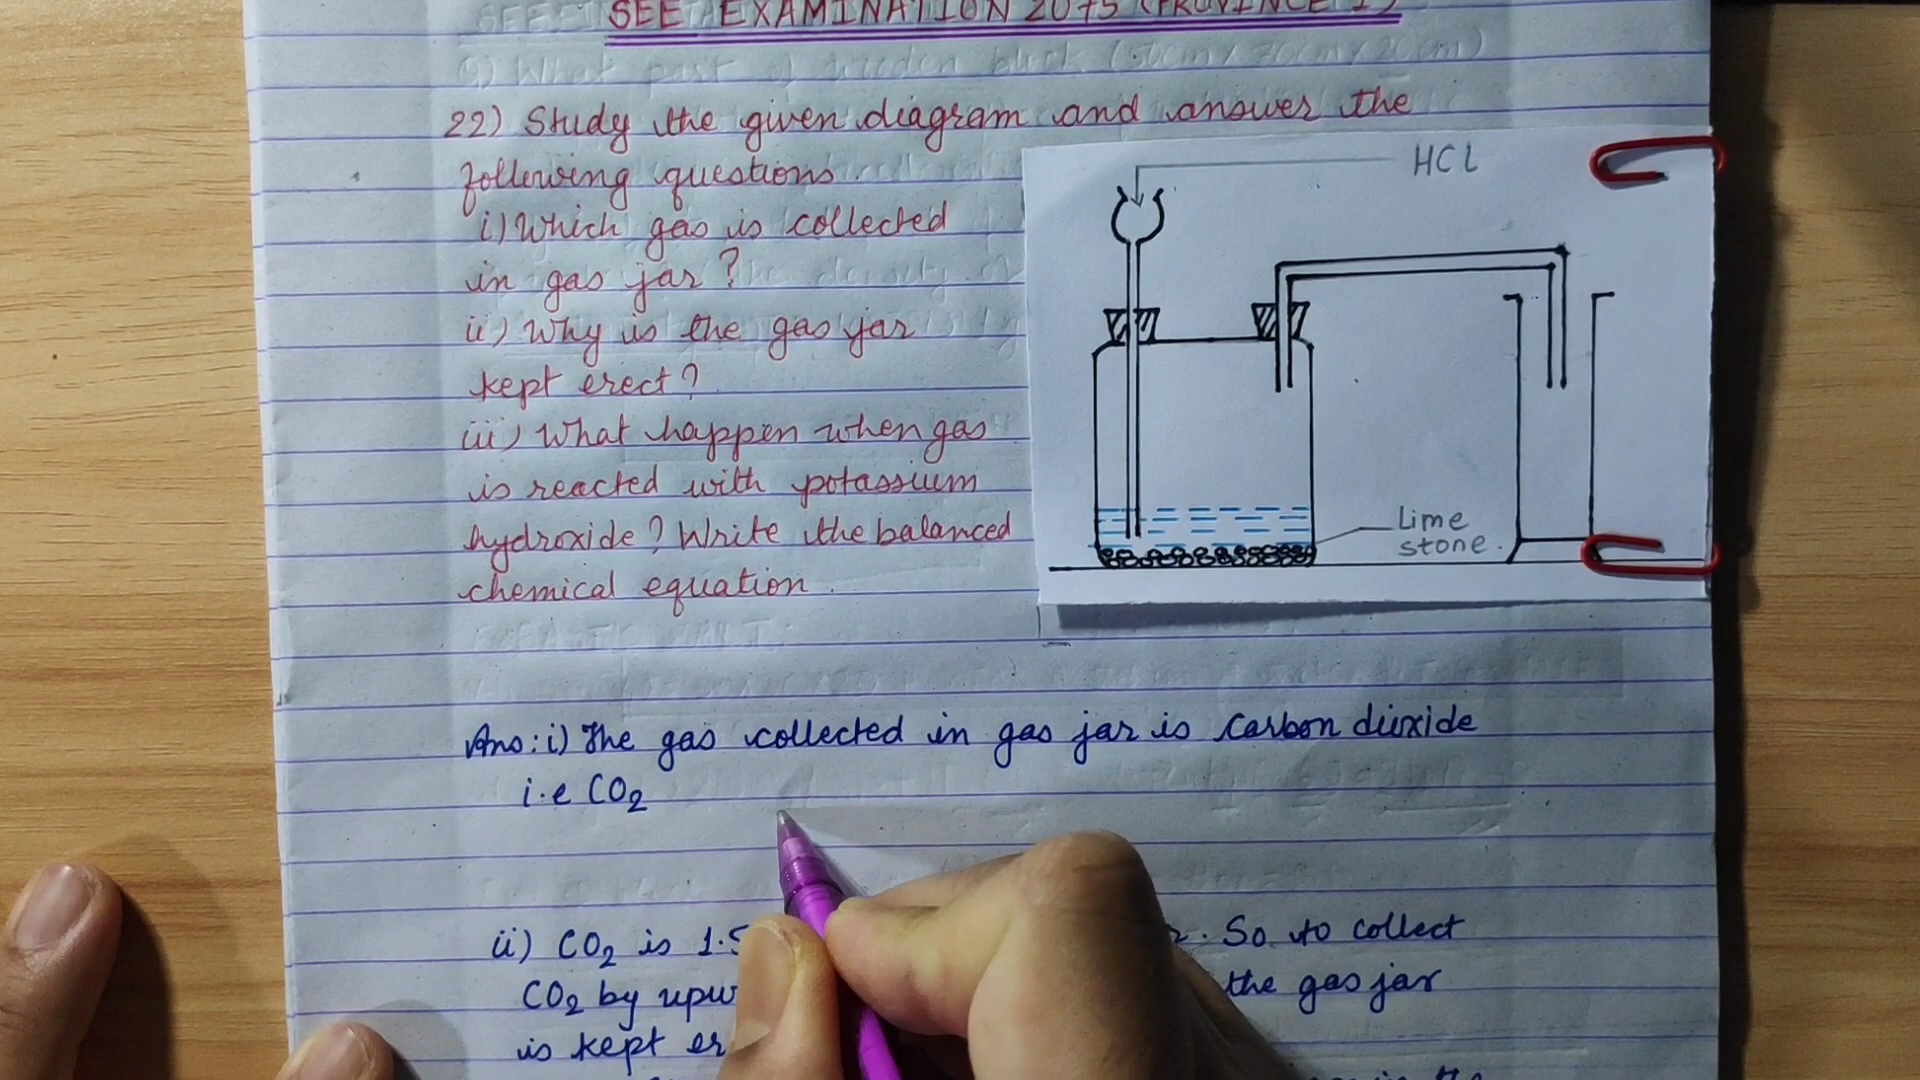 SEE EXAMINATION 2075 (PROVINCE 1)
22) Study the given diagram and answer the
following questions.
i) Which gas is collected
in gas jar?
ii) Why is the gas jar
kept erect?
iii) What happen when gas
is reacted with potassium
hydroxide? Write the balanced
chemical equation.
HCl
Lime
stone.
Ans: i) The gas collected in gas jar is carbon dioxide
i.e CO2
ii) CO2 is 1.5 So to collect
CO2 by the gas jar
is kept